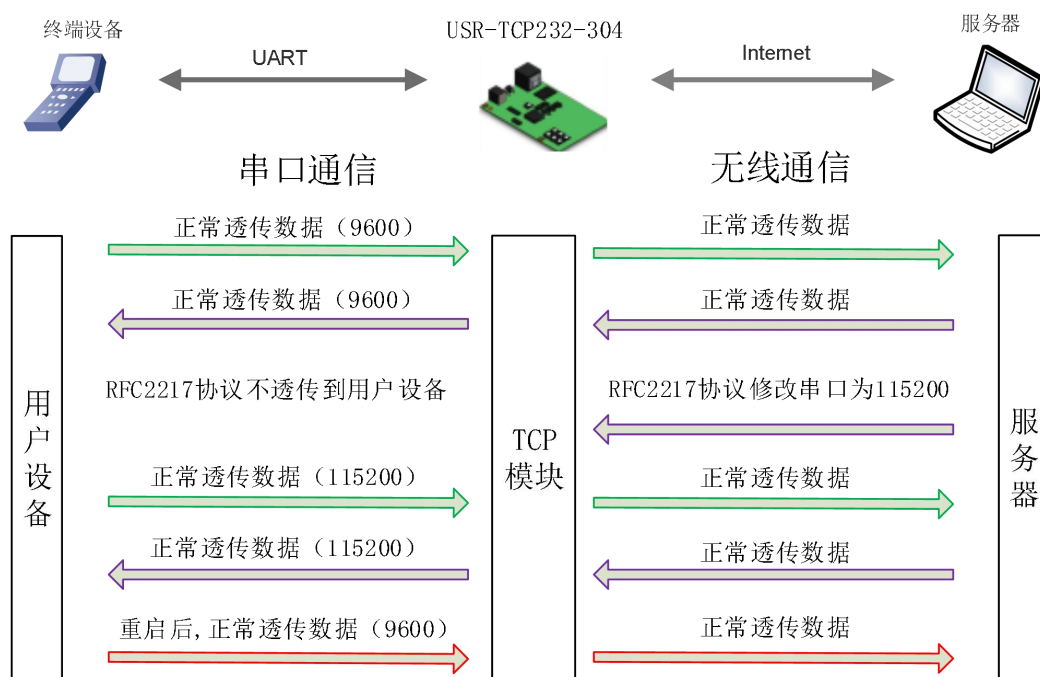 终端设备
USR-TCP232-304
服务器
UART
Internet
串口通信
无线通信
正常透传数据（9600）
正常透传数据
正常透传数据（9600）
正常透传数据
RFC2217协议不透传到用户设备
RFC2217协议修改串口为115200
用户设备
TCP
模块
服务器
正常透传数据（115200）
正常透传数据
正常透传数据（115200）
正常透传数据
重启后,正常透传数据（9600）
正常透传数据